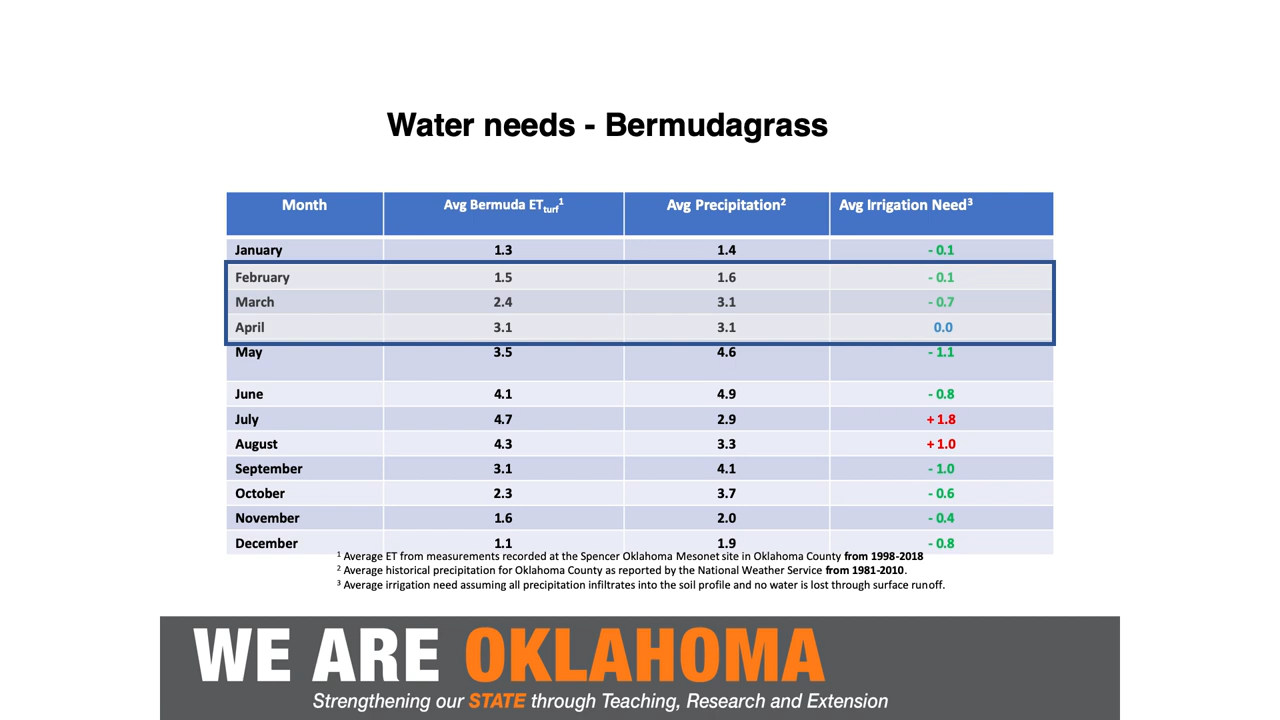 Water needs - Bermudagrass
Month Avg Bermuda ETturf1 Avg Precipitation2 Avg Irrigation Need3
January 1.3 1.4 - 0.1
February 1.5 1.6 - 0.1
March 2.4 3.1 - 0.7
April 3.1 3.1 0.0
May 3.5 4.6 - 1.1
June 4.1 4.9 - 0.8
July 4.7 2.9 + 1.8
August 4.3 3.3 + 1.0
September 3.1 4.1 - 1.0
October 2.3 3.7 - 0.6
November 1.6 2.0 - 0.4
December 1.1 1.9 - 0.8
1 Average ET from measurements recorded at the Spencer Oklahoma Mesonet site in Oklahoma County from 1998-2018
2 Average historical precipitation for Oklahoma County as reported by the National Weather Service from 1981-2010.
3 Average irrigation need assuming all precipitation infiltrates into the soil profile and no water is lost through surface runoff.
WE ARE OKLAHOMA
Strengthening our STATE through Teaching, Research and Extension